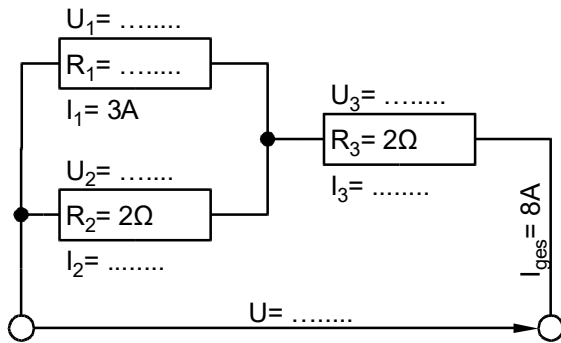 U₁= ........
R₁= ........
I₁= 3A
U₂= ........
R₂= 2Ω
I₂= ........
U₃= ........
R₃= 2Ω
I₃= ........
Iges= 8A
U= ........